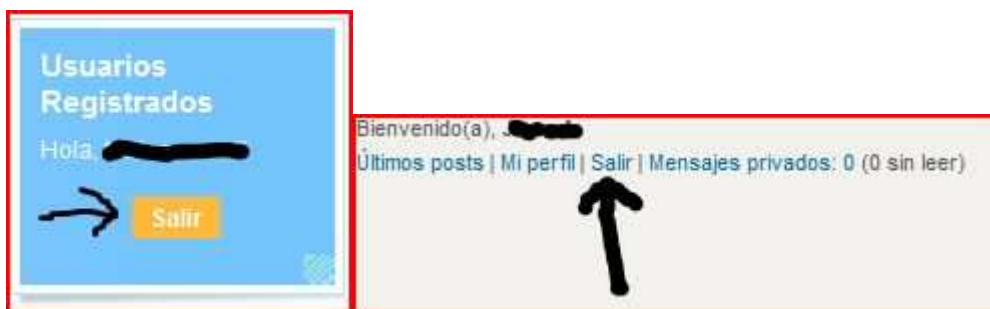 Usuarios
Registrados
Hola,
Salir
Bienvenido(a),
Últimos posts | Mi perfil | Salir | Mensajes privados: 0 (0 sin leer)